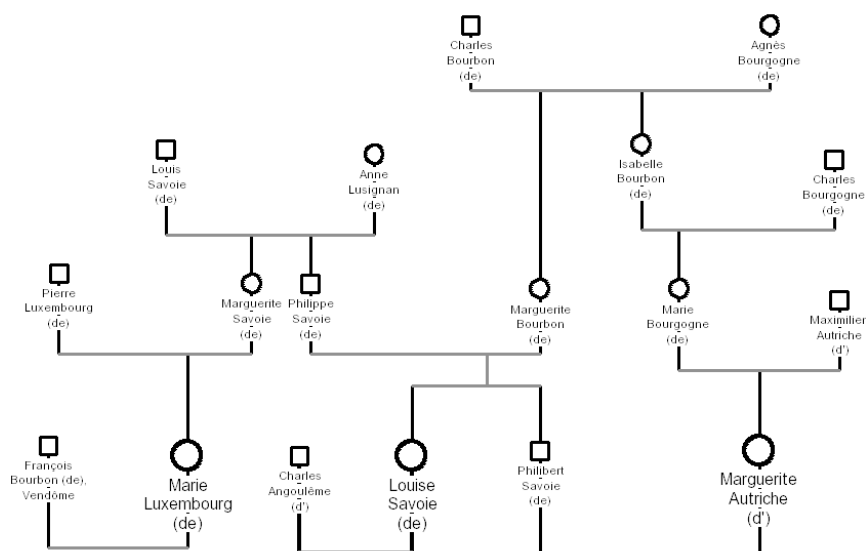 Charles
Bourbon
(de)
Agnès
Bourgogne
(de)
Louis
Savoie
(de)
Anne
Lusignan
(de)
Isabelle
Bourbon
(de)
Charles
Bourgogne
(de)
Pierre
Luxembourg
(de)
Marguerite
Savoie
(de)
Philippe
Savoie
(de)
Marguerite
Bourbon
(de)
Marie
Bourgogne
(de)
Maximilier
Autriche
(d')
François
Bourbon (de),
Vendôme
Marie
Luxembourg
(de)
Charles
Angoulême
(d')
Louise
Savoie
(de)
Philibert
Savoie
(de)
Marguerite
Autriche
(d')